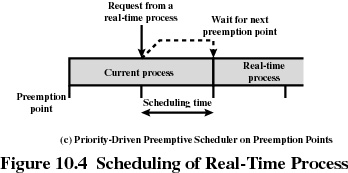 Request from a
real-time process
Wait for next
preemption point
Current process
Real-time
process
Preemption
point
Scheduling time
(c) Priority-Driven Preemptive Scheduler on Preemption Points
Figure 10.4 Scheduling of Real-Time Process